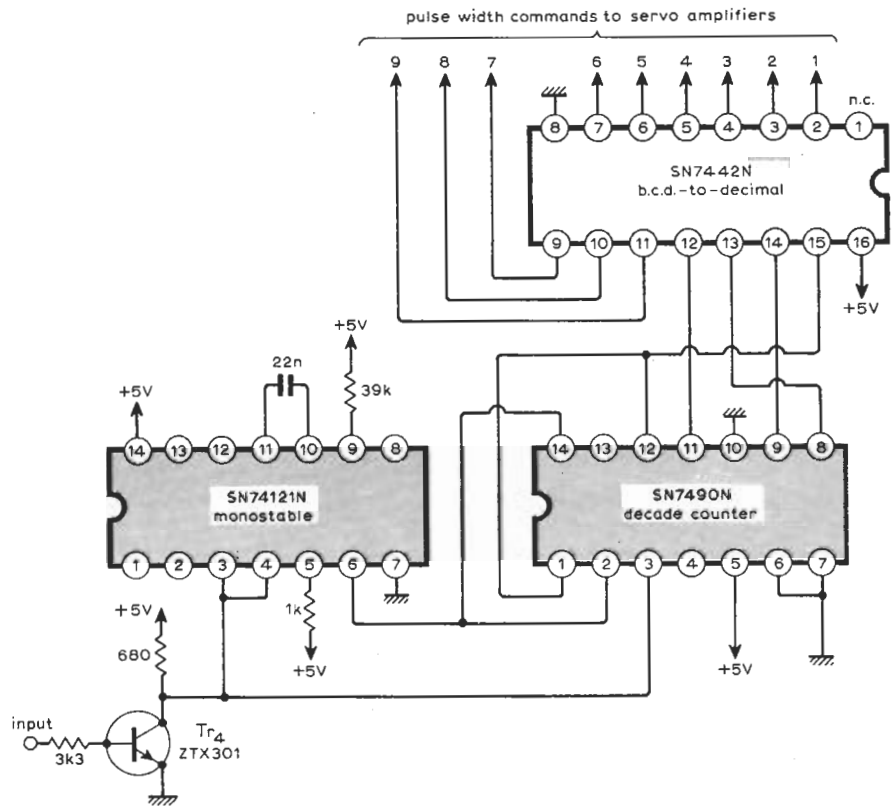 pulse width commands to servo amplifiers
9 8 7 6 5 4 3 2 1
n.c.
8 7 6 5 4 3 2 1
SN7442N
b.c.d.-to-decimal
9 10 11 12 13 14 15 16
+5V
+5V
22n
39k
+5V
14 13 12 11 10 9 8
14 13 12 11 10 9 8
SN74121N
monostable
SN7490N
decade counter
1 2 3 4 5 6 7
1 2 3 4 5 6 7
+5V
1k
680
+5V
+5V
input
3k3
Tr4
ZTX301